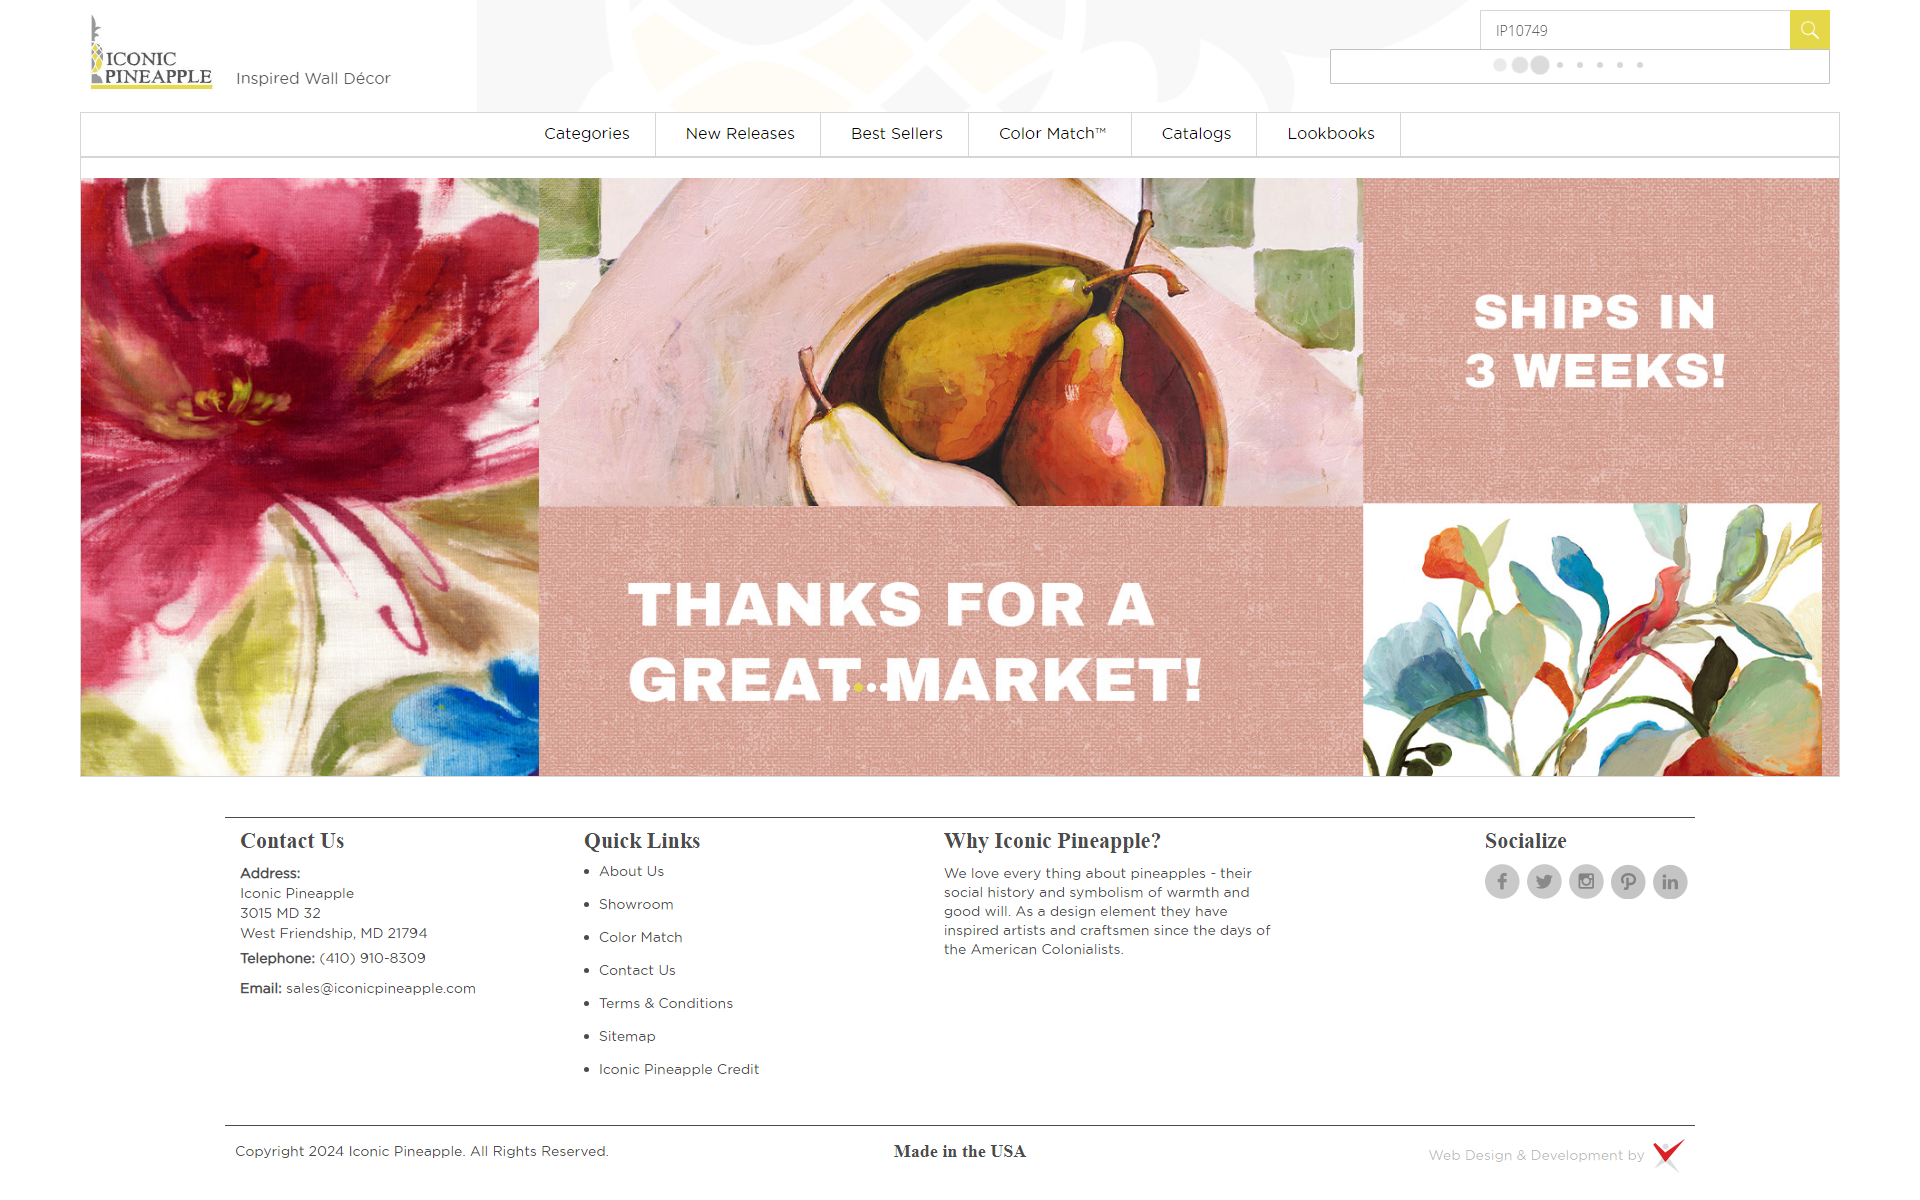 ICONIC
PINEAPPLE
Inspired Wall Décor
IP10749
Categories
New Releases
Best Sellers
Color Match™
Catalogs
Lookbooks
SHIPS IN
3 WEEKS!
THANKS FOR A
GREAT MARKET!
Contact Us
Address:
Iconic Pineapple
3015 MD 32
West Friendship, MD 21794
Telephone: (410) 910-8309
Email: sales@iconicpineapple.com
Quick Links
About Us
Showroom
Color Match
Contact Us
Terms & Conditions
Sitemap
Iconic Pineapple Credit
Why Iconic Pineapple?
We love every thing about pineapples - their
social history and symbolism of warmth and
good will. As a design element they have
inspired artists and craftsmen since the days of
the American Colonialists.
Socialize
Copyright 2024 Iconic Pineapple. All Rights Reserved.
Made in the USA
Web Design & Development by